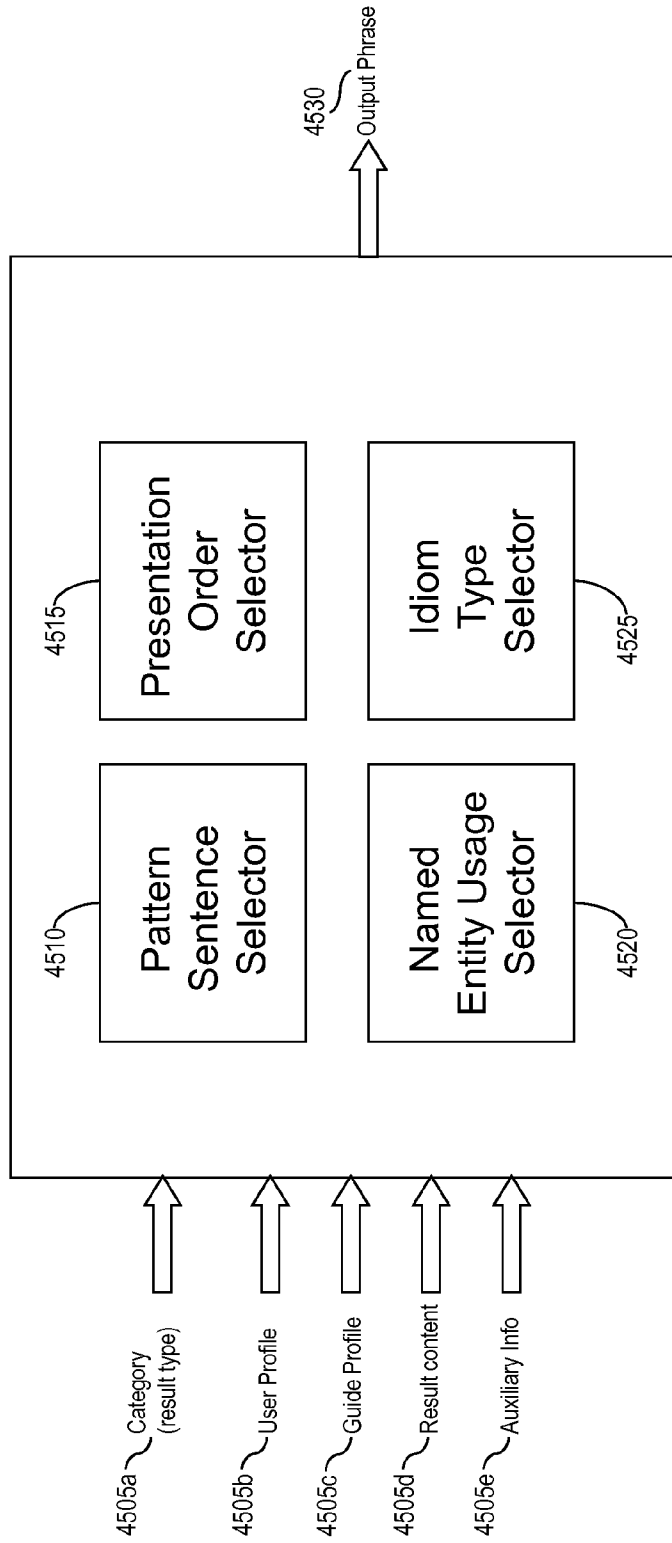 4505a
Category
(result type)
4505b
User Profile
4505c
Guide Profile
4505d
Result content
4505e
Auxiliary Info
4510
Pattern
Sentence
Selector
4515
Presentation
Order
Selector
Named
Entity Usage
Selector
4520
Idiom
Type
Selector
4525
4530
Output Phrase